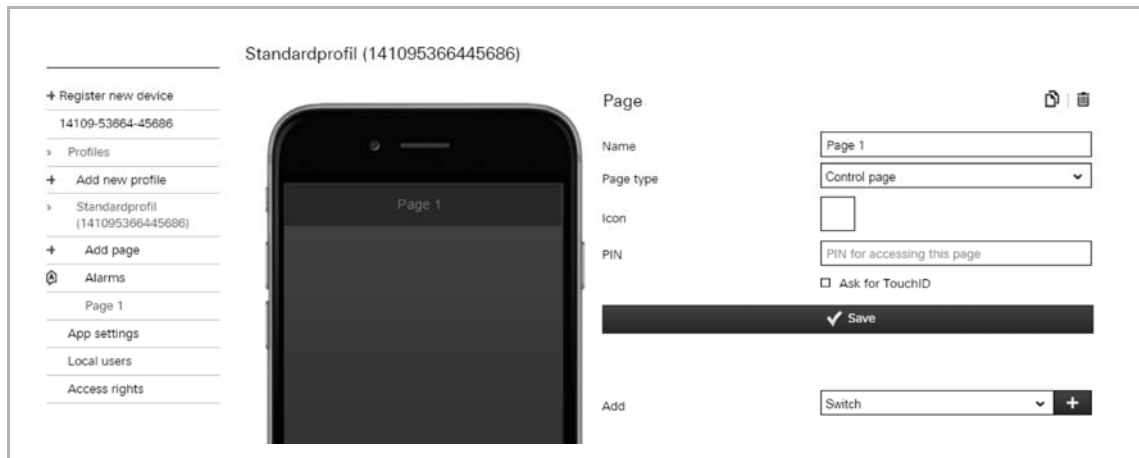 Standardprofil (141095366445686)
+ Register new device
14109-53664-45686
» Profiles
+ Add new profile
» Standardprofil
(141095366445686)
+ Add page
Alarms
Page 1
App settings
Local users
Access rights
Page 1
Page
Name Page 1
Page type Control page
Icon
PIN PIN for accessing this page
Ask for TouchID
Save
Add Switch +